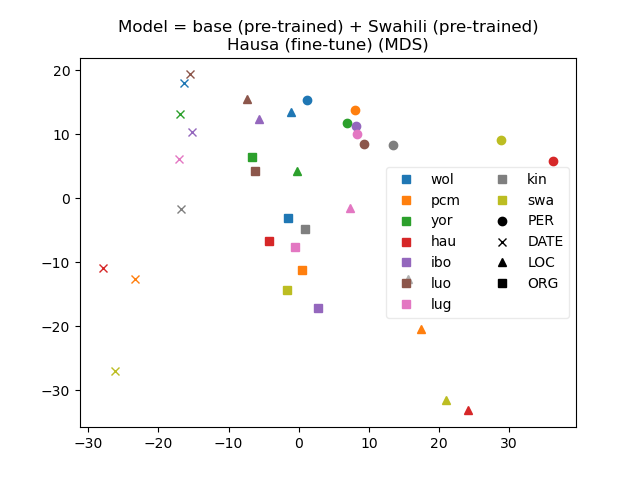 Model = base (pre-trained) + Swahili (pre-trained)
Hausa (fine-tune) (MDS)
20
10
0
−10
−20
−30
wol
pcm
yor
hau
ibo
luo
lug
kin
swa
PER
DATE
LOC
ORG
−30
−20
−10
0
10
20
30